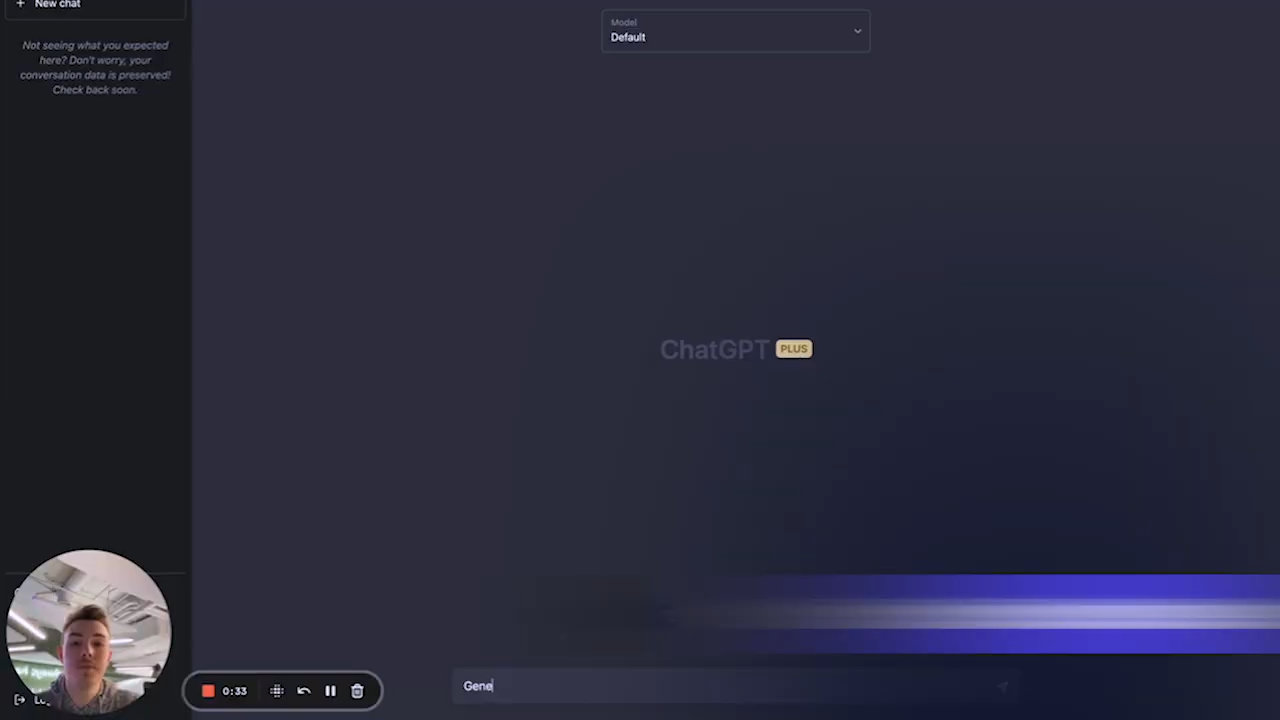 + New chat
Not seeing what you expected
here? Don't worry, your
conversation data is preserved!
Check back soon.
Model
Default
ChatGPT PLUS
0:33
Gene